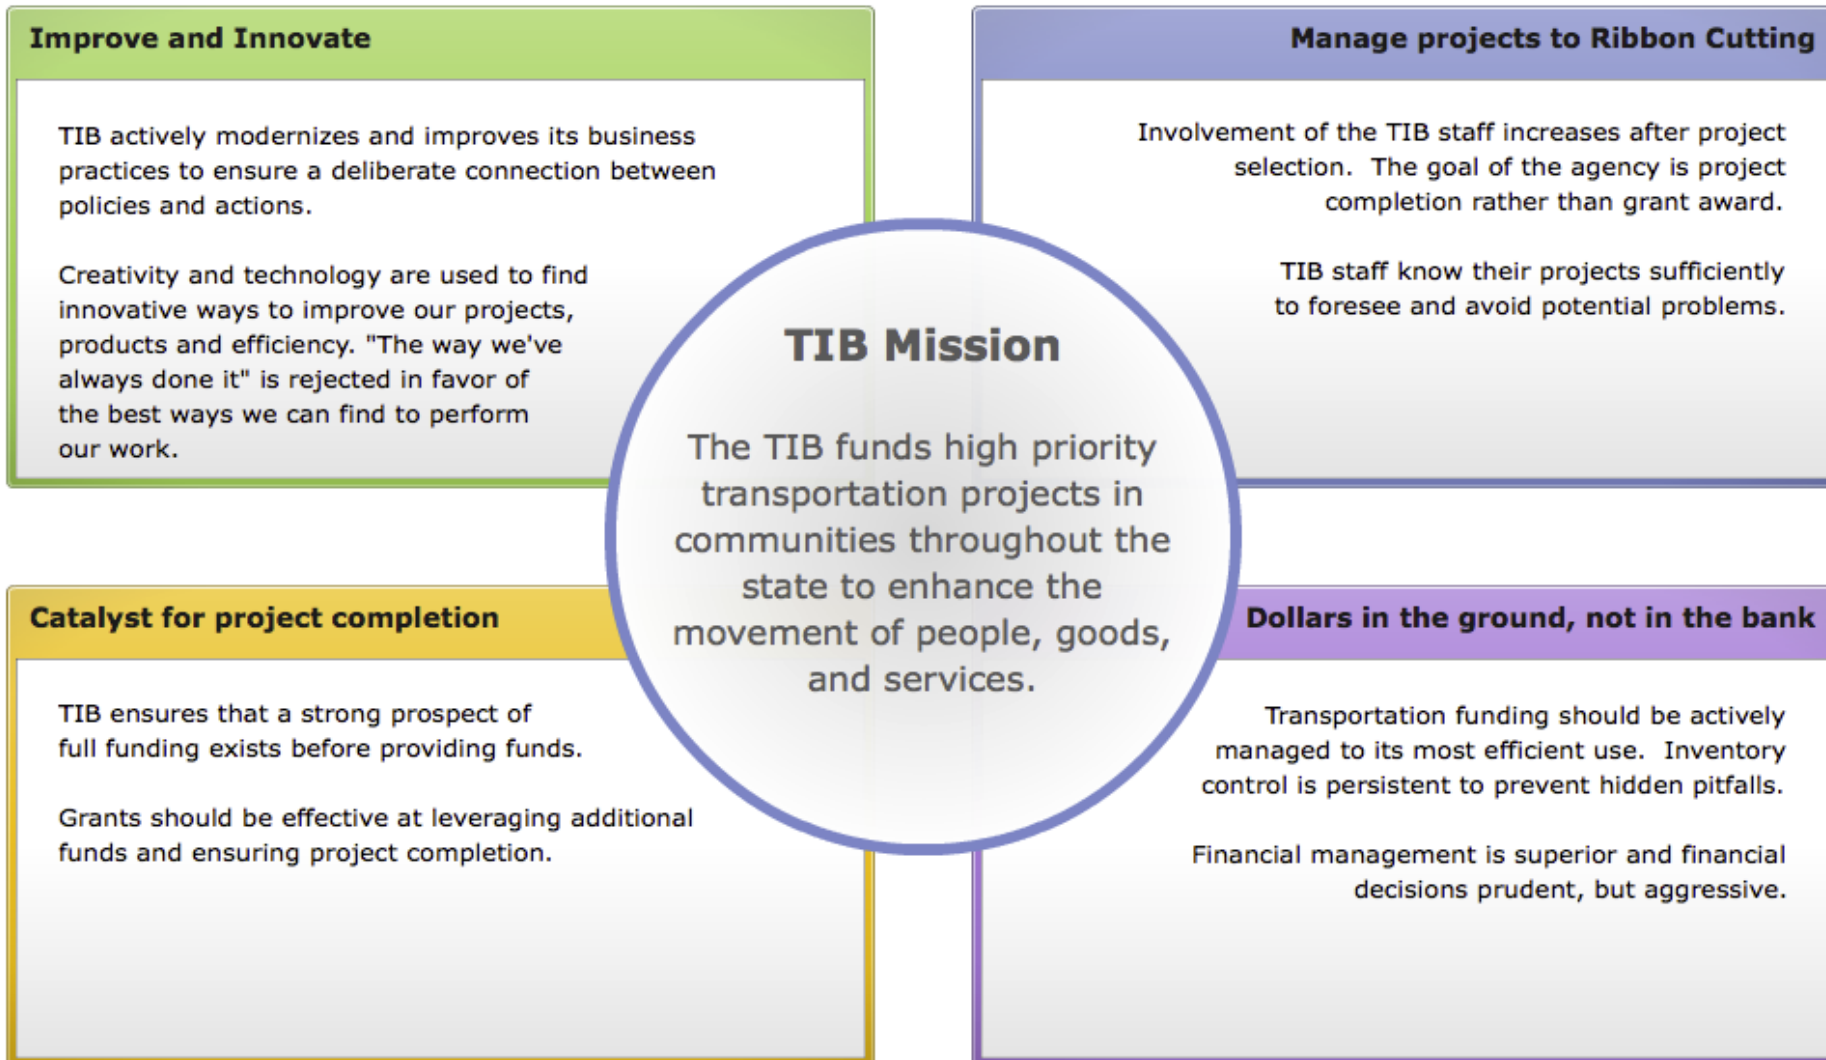 Improve and Innovate
TIB actively modernizes and improves its business
practices to ensure a deliberate connection between
policies and actions.
Creativity and technology are used to find
innovative ways to improve our projects,
products and efficiency. "The way we've
always done it" is rejected in favor of
the best ways we can find to perform
our work.
Manage projects to Ribbon Cutting
Involvement of the TIB staff increases after project
selection.  The goal of the agency is project
completion rather than grant award.
TIB staff know their projects sufficiently
to foresee and avoid potential problems.
TIB Mission
The TIB funds high priority
transportation projects in
communities throughout the
state to enhance the
movement of people, goods,
and services.
Catalyst for project completion
TIB ensures that a strong prospect of
full funding exists before providing funds.
Grants should be effective at leveraging additional
funds and ensuring project completion.
Dollars in the ground, not in the bank
Transportation funding should be actively
managed to its most efficient use.  Inventory
control is persistent to prevent hidden pitfalls.
Financial management is superior and financial
decisions prudent, but aggressive.